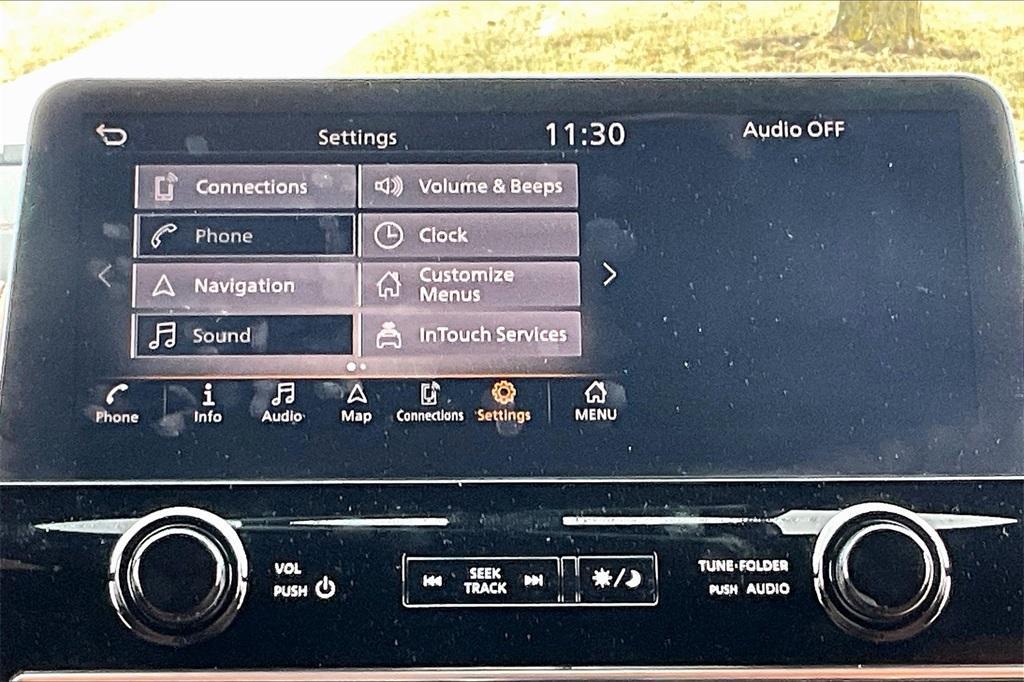 Settings 11:30 Audio OFF
Connections Volume & Beeps
Phone Clock
Navigation Customize
Menus
Sound InTouch Services
Phone Info Audio Map Connections Settings MENU
VOL
PUSH
SEEK
TRACK
TUNE·FOLDER
PUSH AUDIO